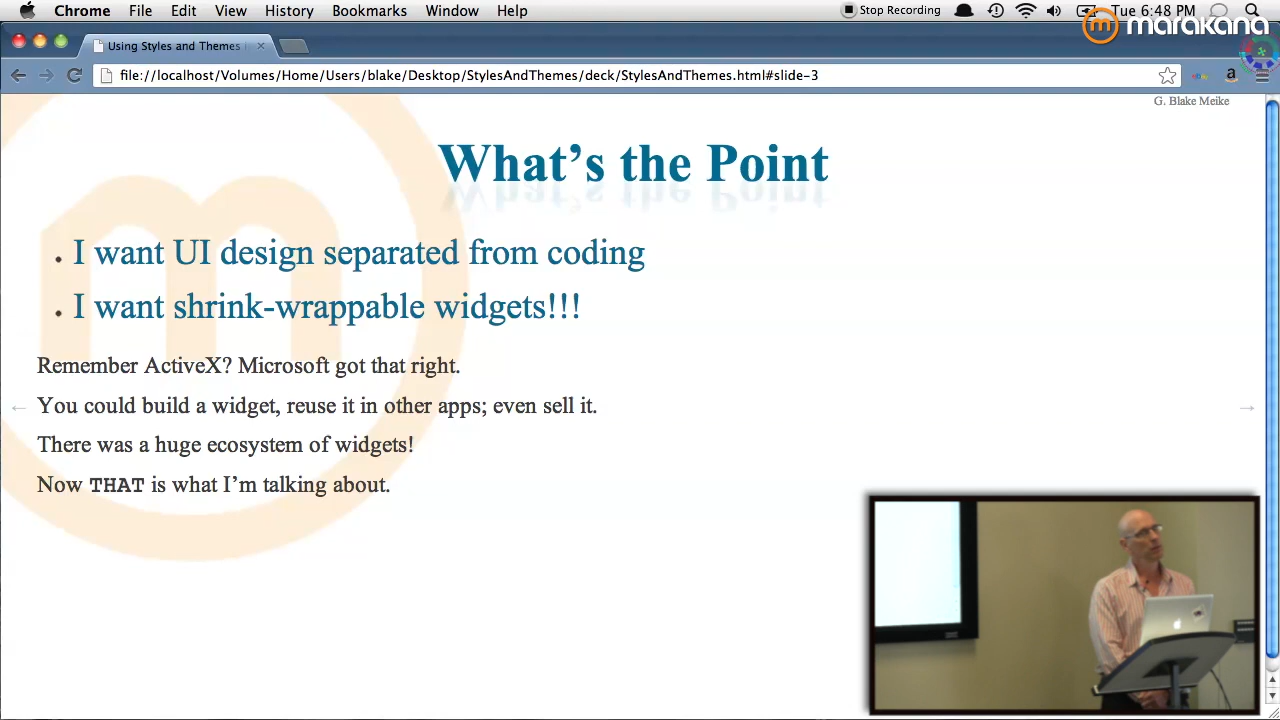 Chrome File Edit View History Bookmarks Window Help Stop Recording Tue 6:48 PM
marakana
Using Styles and Themes
file://localhost/Volumes/Home/Users/blake/Desktop/StylesAndThemes/deck/StylesAndThemes.html#slide-3
G. Blake Meike
What’s the Point
• I want UI design separated from coding
• I want shrink-wrappable widgets!!!
Remember ActiveX? Microsoft got that right.
You could build a widget, reuse it in other apps; even sell it.
There was a huge ecosystem of widgets!
Now THAT is what I’m talking about.